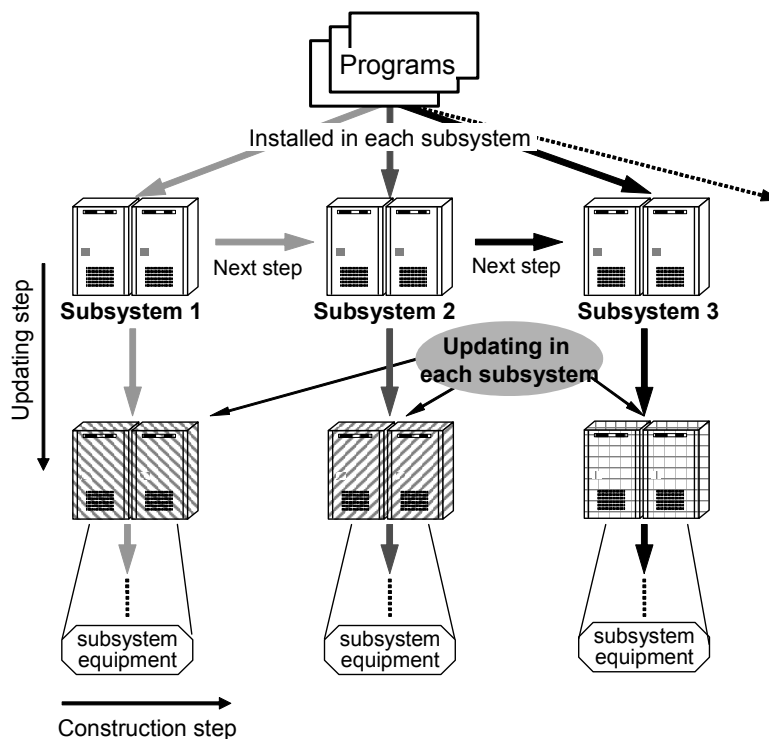 Programs
Installed in each subsystem
Next step
Next step
Subsystem 1
Subsystem 2
Subsystem 3
Updating step
Updating in
each subsystem
subsystem
equipment
subsystem
equipment
subsystem
equipment
Construction step